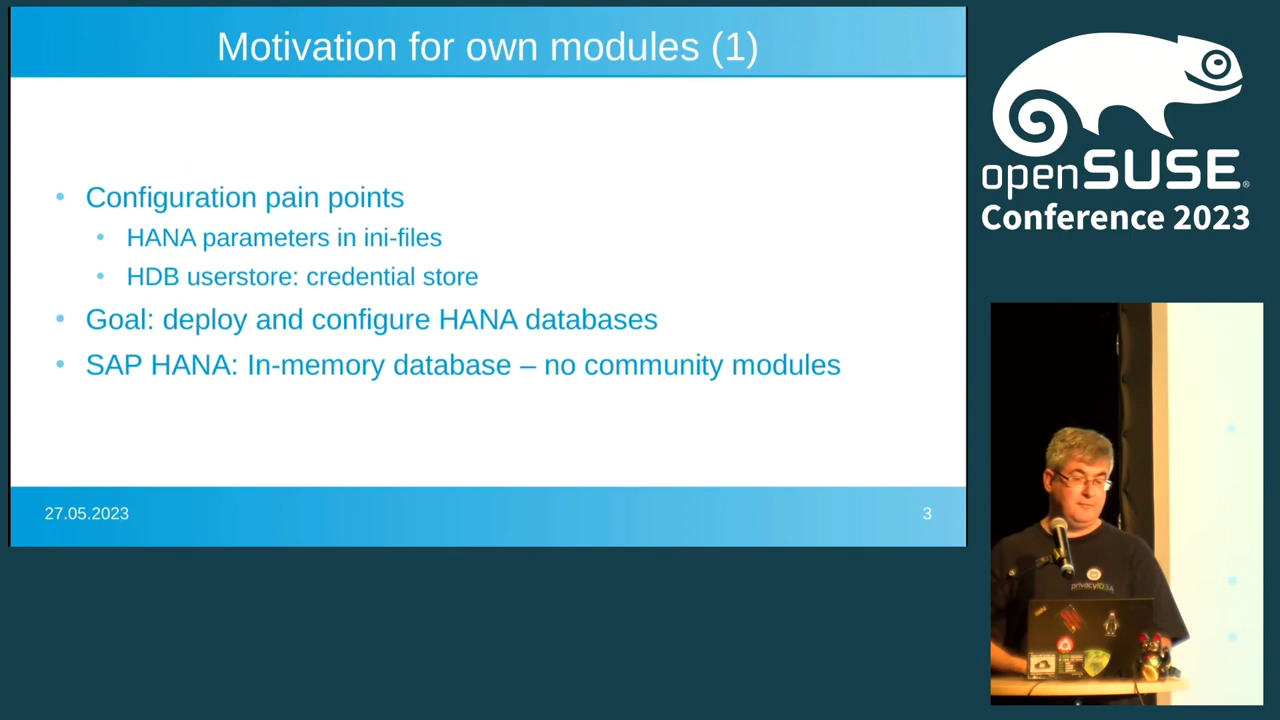 Motivation for own modules (1)
Configuration pain points
HANA parameters in ini-files
HDB userstore: credential store
Goal: deploy and configure HANA databases
SAP HANA: In-memory database – no community modules
27.05.2023
3
openSUSE®
Conference 2023